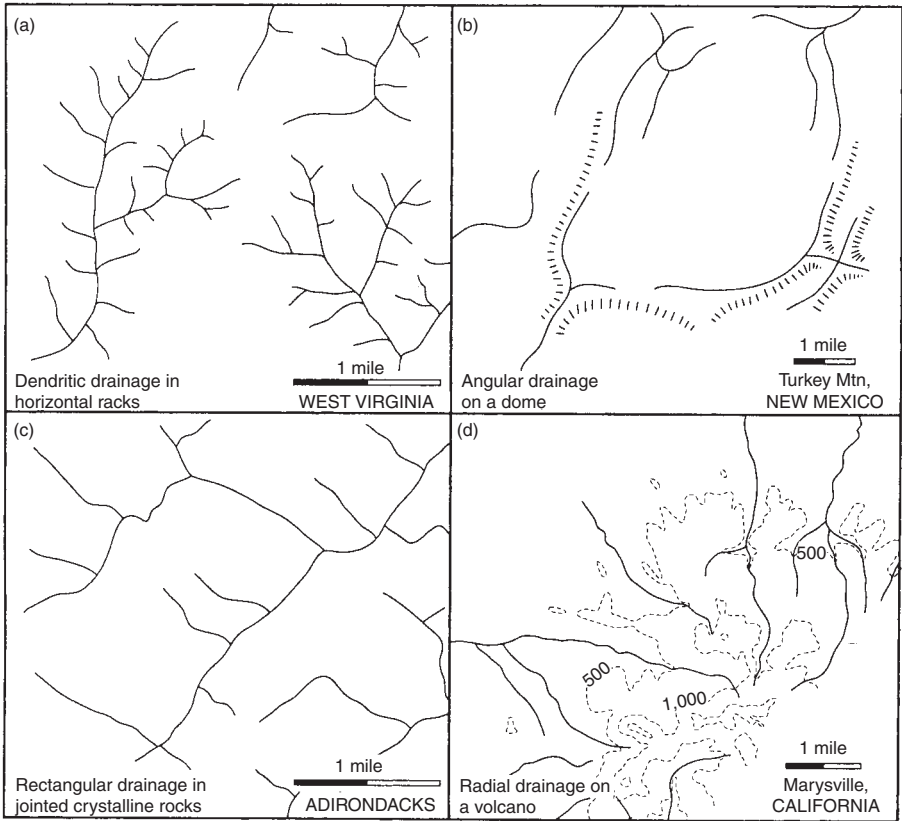 (a)
1 mile
Dendritic drainage in
horizontal racks
WEST VIRGINIA
(b)
1 mile
Angular drainage
on a dome
Turkey Mtn,
NEW MEXICO
(c)
1 mile
Rectangular drainage in
jointed crystalline rocks
ADIRONDACKS
(d)
500
500
1,000
1 mile
Radial drainage on
a volcano
Marysville,
CALIFORNIA